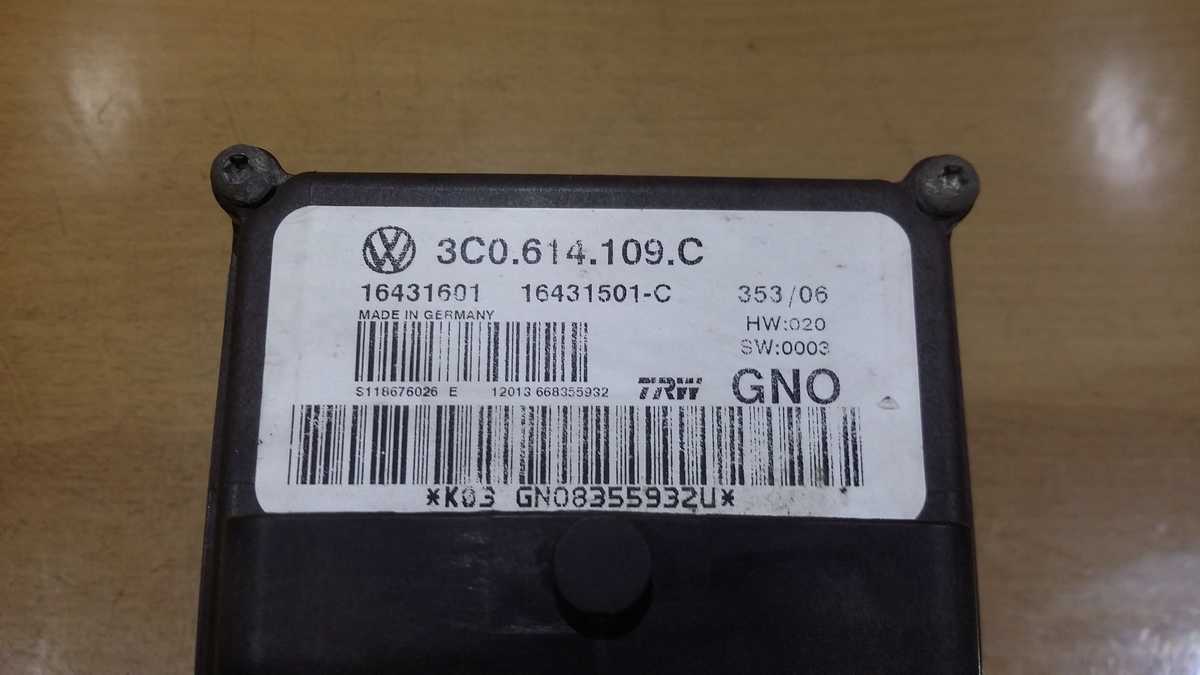 3C0.614.109.C
16431601 16431501-C 353/06
MADE IN GERMANY HW:020
SW:0003
S118676026 E 12013 668355932 TRW GNO
*K03 GN08355932U*